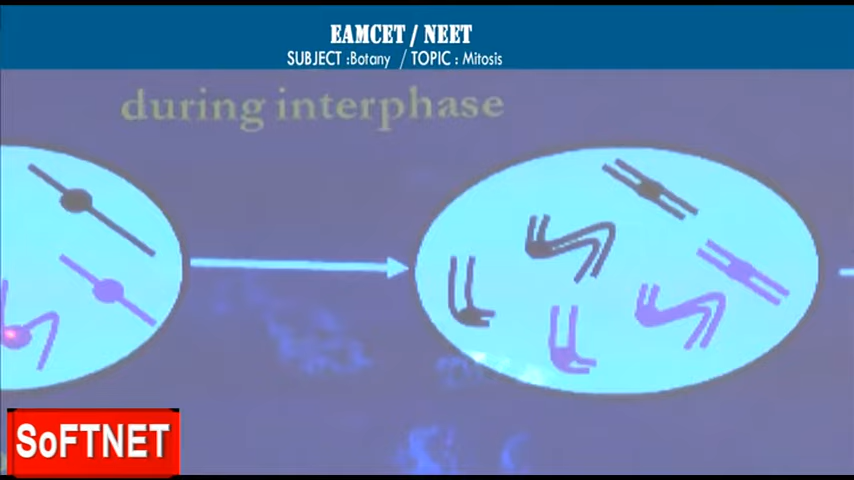 EAMCET / NEET
SUBJECT :Botany / TOPIC : Mitosis
during interphase
SoFTNET